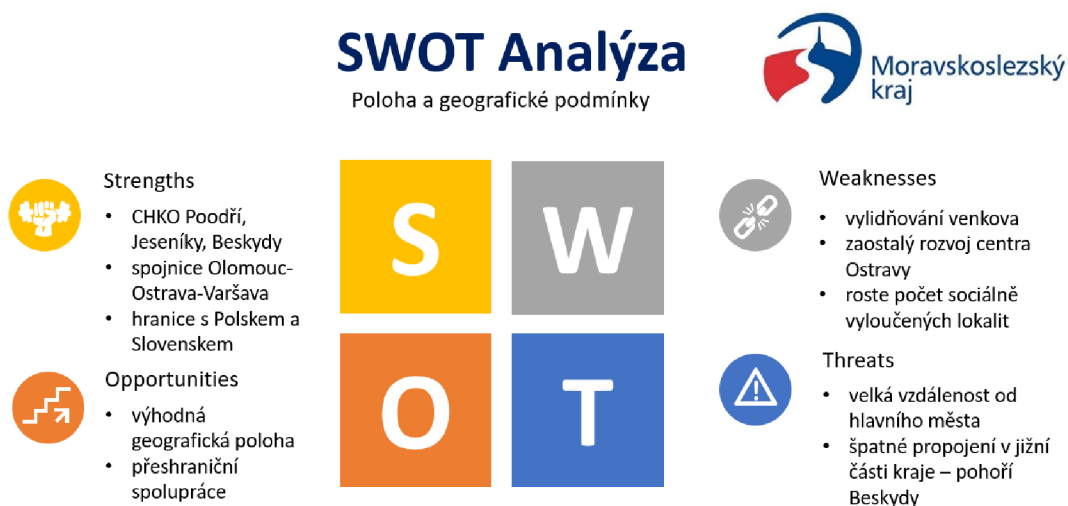 SWOT Analýza
Poloha a geografické podmínky
Moravskoslezský
kraj
Strengths
• CHKO Poodří,
Jeseníky, Beskydy
• spojnice Olomouc-
Ostrava-Varšava
• hranice s Polskem a
Slovenskem
Opportunities
• výhodná
geografická poloha
• přeshraniční
spolupráce
S
W
O
T
Weaknesses
• vylidňování venkova
• zaostalý rozvoj centra
Ostravy
• roste počet sociálně
vyloučených lokalit
Threats
• velká vzdálenost od
hlavního města
• špatné propojení v jižní
části kraje – pohoří
Beskydy